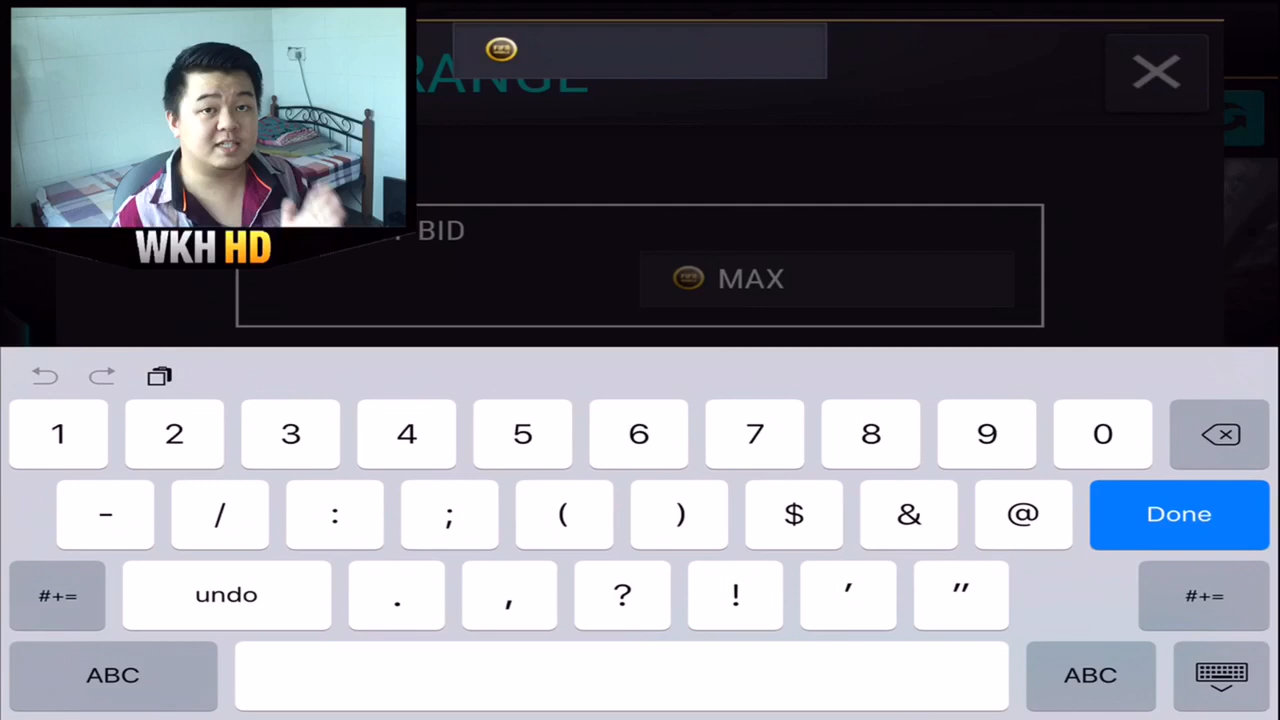 RANGE
WKH HD
BID
MAX
1 2 3 4 5 6 7 8 9 0
- / : ; ( ) $ & @ Done
#+= undo . , ? ! ' " #+=
ABC ABC